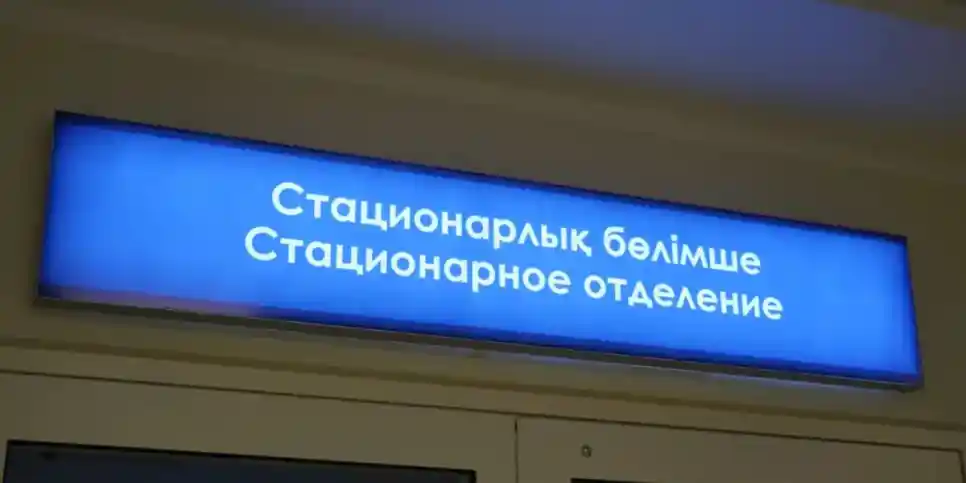 Стационарлық бөлімше
Стационарное отделение